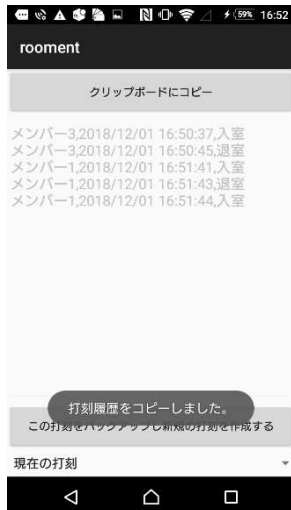 59% 16:52
rooment
クリップボードにコピー
メンバー3,2018/12/01 16:50:37,入室
メンバー3,2018/12/01 16:50:45,退室
メンバー1,2018/12/01 16:51:41,入室
メンバー1,2018/12/01 16:51:43,退室
メンバー1,2018/12/01 16:51:44,入室
打刻履歴をコピーしました。
この打刻をバックアップし新規の打刻を作成する
現在の打刻